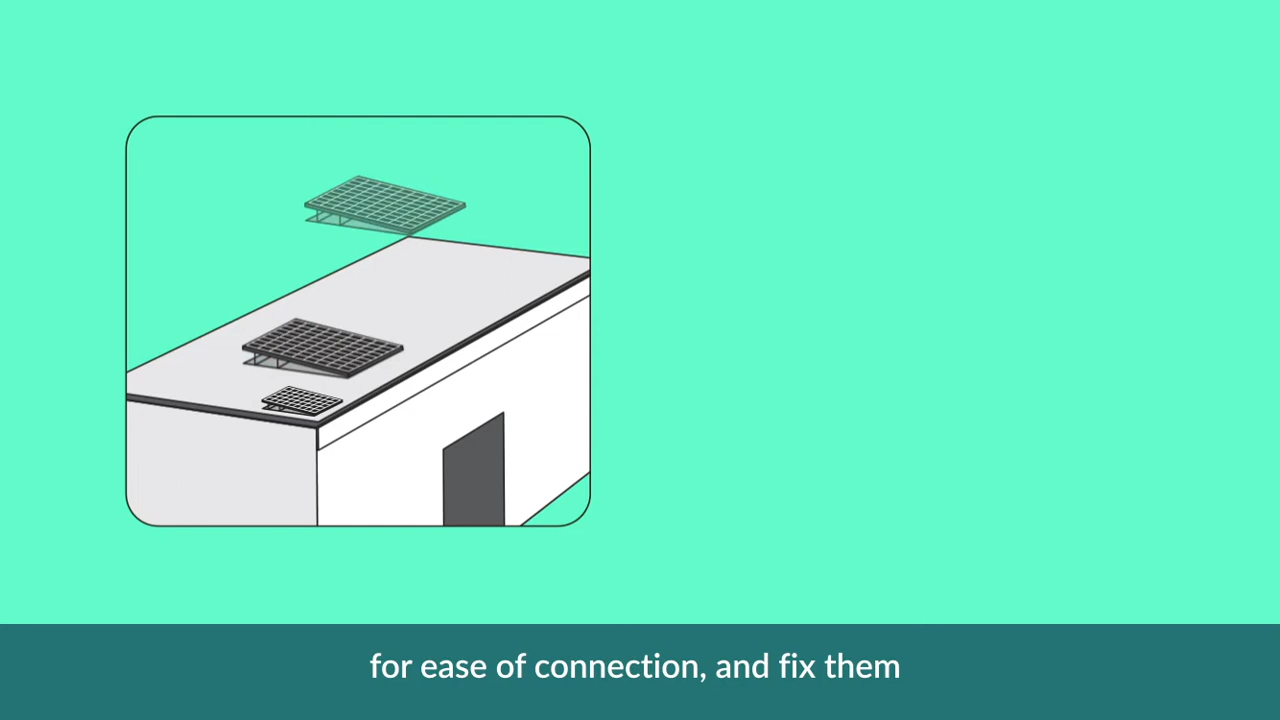 for ease of connection, and fix them